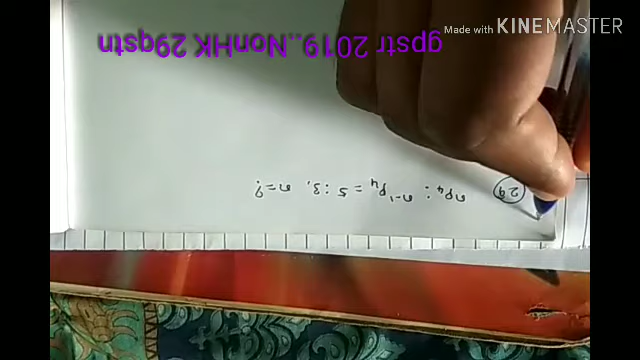 Made with KINEMASTER
gpstr 2019..NonHK 29qstn
29 nP4 : n-1P4 = 5 : 3, n = ?